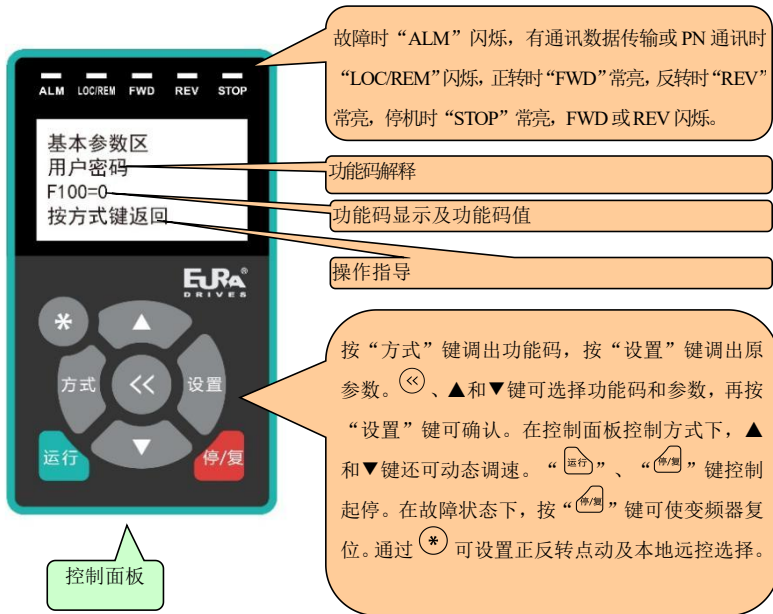 故障时“ALM”闪烁，有通讯数据传输或 PN 通讯时
“LOC/REM”闪烁，正转时“FWD”常亮，反转时“REV”
常亮，停机时“STOP”常亮，FWD 或 REV 闪烁。
ALM LOC/REM FWD REV STOP
基本参数区
用户密码
F100=0
按方式键返回
功能码解释
功能码显示及功能码值
操作指导
EURA®
DRIVES
*
▲
方式
<<
设置
▼
运行
停/复
按“方式”键调出功能码，按“设置”键调出原
参数。<<、▲和▼键可选择功能码和参数，再按
“设置”键可确认。在控制面板控制方式下，▲
和▼键还可动态调速。“运行”、“停/复”键控制
起停。在故障状态下，按“停/复”键可使变频器复
位。通过 * 可设置正反转点动及本地远控选择。
控制面板